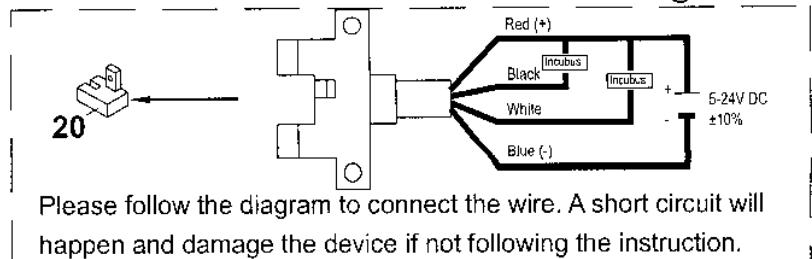 Red (+)
Incubus
Black
Incubus
White
+ 5-24V DC
- ±10%
20
Blue (-)
Please follow the diagram to connect the wire. A short circuit will
happen and damage the device if not following the instruction.